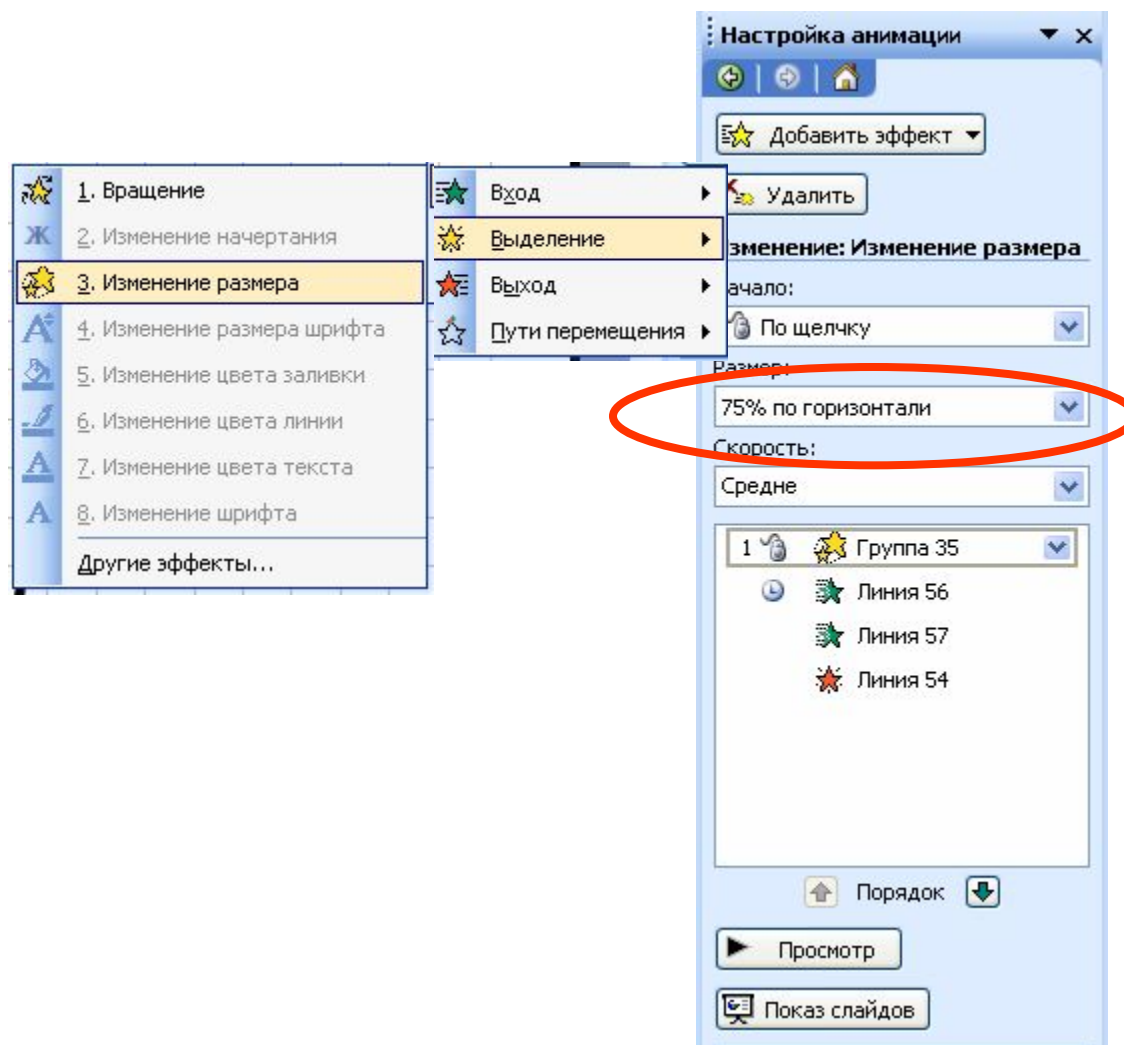 Настройка анимации
Добавить эффект
Удалить
зменение: Изменение размера
ачало:
По щелчку
Размер:
75% по горизонтали
Скорость:
Средне
1 Группа 35
Линия 56
Линия 57
Линия 54
Порядок
Просмотр
Показ слайдов
Вход
Выделение
Выход
Пути перемещения
1. Вращение
2. Изменение начертания
3. Изменение размера
4. Изменение размера шрифта
5. Изменение цвета заливки
6. Изменение цвета линии
7. Изменение цвета текста
8. Изменение шрифта
Другие эффекты...